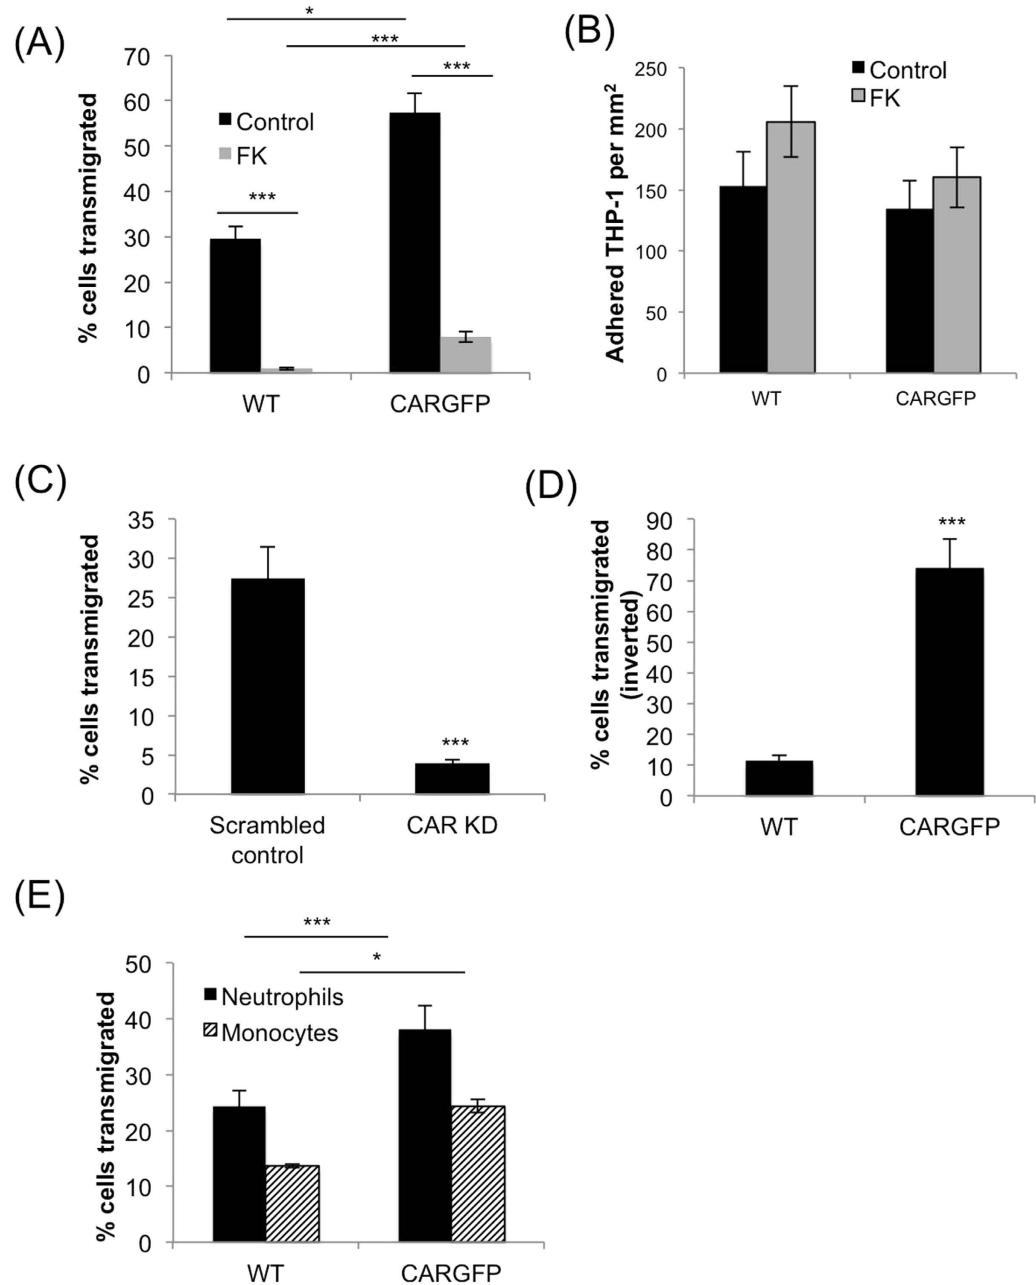 (A)
*
***
***
70
60
50
40
30
20
10
0
% cells transmigrated
Control
FK
***
WT CARGFP
(B)
250
200
150
100
50
0
Adhered THP-1 per mm²
Control
FK
WT CARGFP
(C)
35
30
25
20
15
10
5
0
% cells transmigrated
***
Scrambled
control
CAR KD
(D)
90
80
70
60
50
40
30
20
10
0
% cells transmigrated
(inverted)
***
WT CARGFP
(E)
***
*
50
40
30
20
10
0
% cells transmigrated
Neutrophils
Monocytes
WT CARGFP